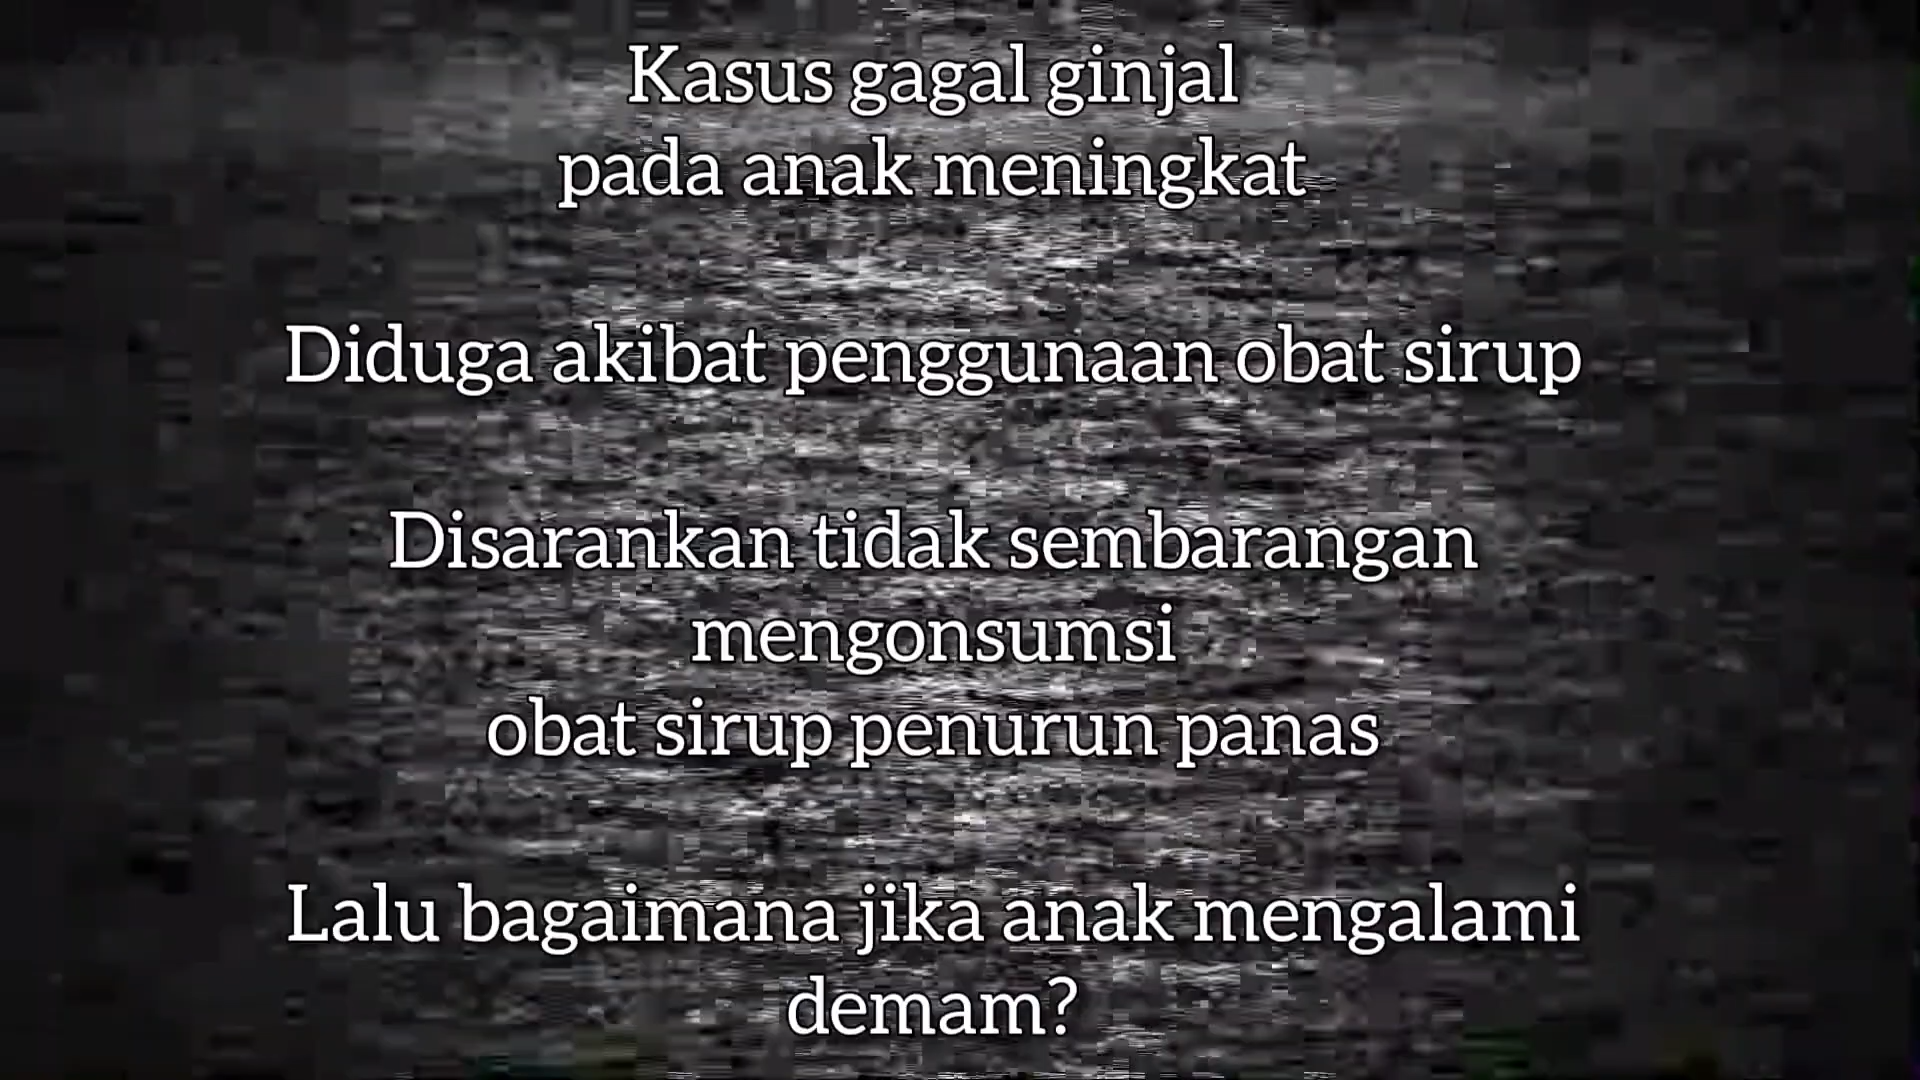 Kasus gagal ginjal
pada anak meningkat
Diduga akibat penggunaan obat sirup
Disarankan tidak sembarangan
mengonsumsi
obat sirup penurun panas
Lalu bagaimana jika anak mengalami
demam?